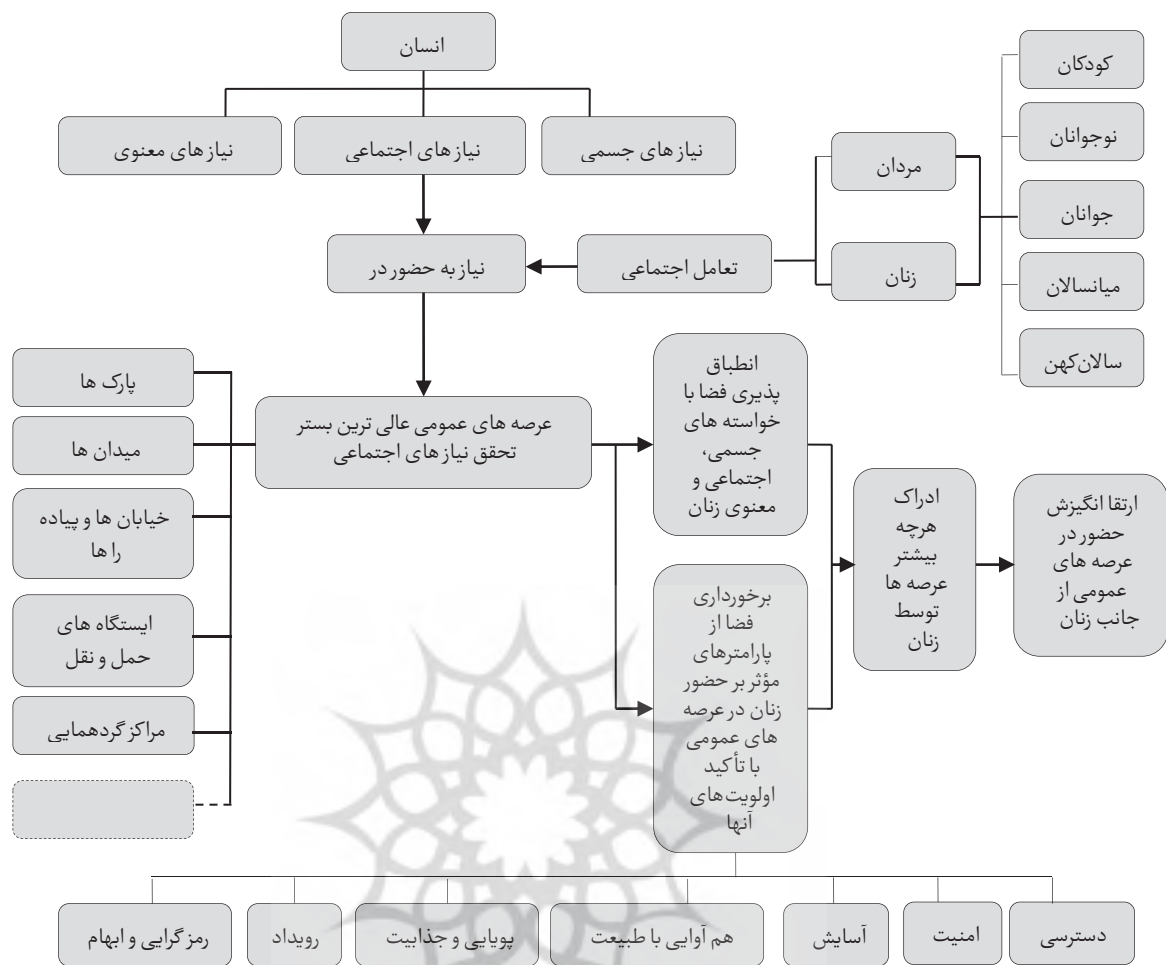 انسان
نیازهای جسمی
نیازهای اجتماعی
نیازهای معنوی
کودکان
نوجوانان
جوانان
میانسالان
سالان‌کهن
مردان
زنان
تعامل اجتماعی
نیاز به حضور در
عرصه های عمومی عالی ترین بستر
تحقق نیازهای اجتماعی
پارک ها
میدان ها
خیابان ها و پیاده
را ها
ایستگاه های
حمل و نقل
مراکز گردهمایی
انطباق
پذیری فضا با
خواسته های
جسمی،
اجتماعی و
معنوی زنان
برخورداری
فضا از
پارامترهای
مؤثر بر حضور
زنان در عرصه
های عمومی
با تأکید
اولویت‌های
آنها
ادراک
هرچه
بیشتر
عرصه ها
توسط
زنان
ارتقا انگیزش
حضور در
عرصه های
عمومی از
جانب زنان
دسترسی
امنیت
آسایش
هم آوایی با طبیعت
پویایی و جذابیت
رویداد
رمزگرایی و ابهام